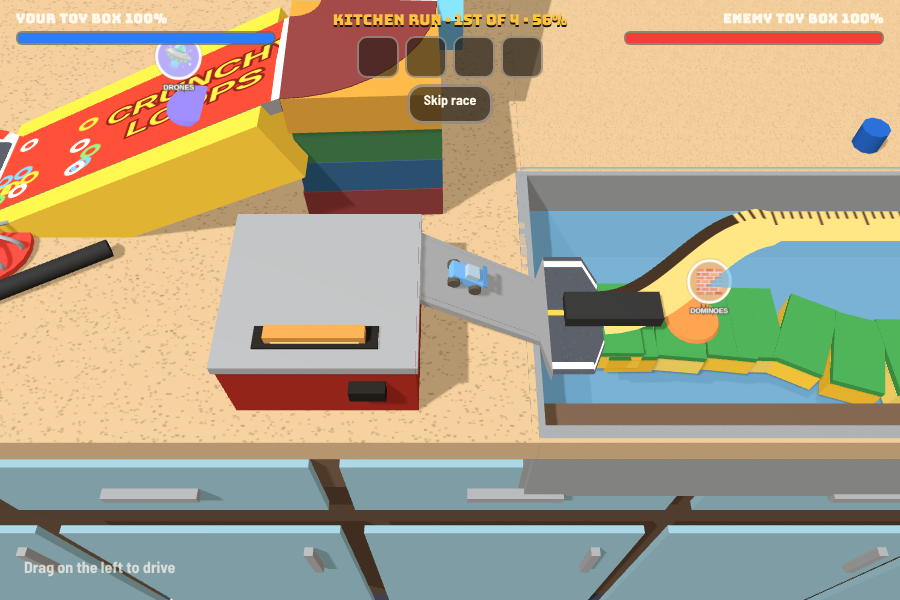 YOUR TOY BOX 100%
KITCHEN RUN · 1ST OF 4 · 56%
ENEMY TOY BOX 100%
DRONES
CRUNCH
LOOPS
Skip race
DOMINOES
Drag on the left to drive